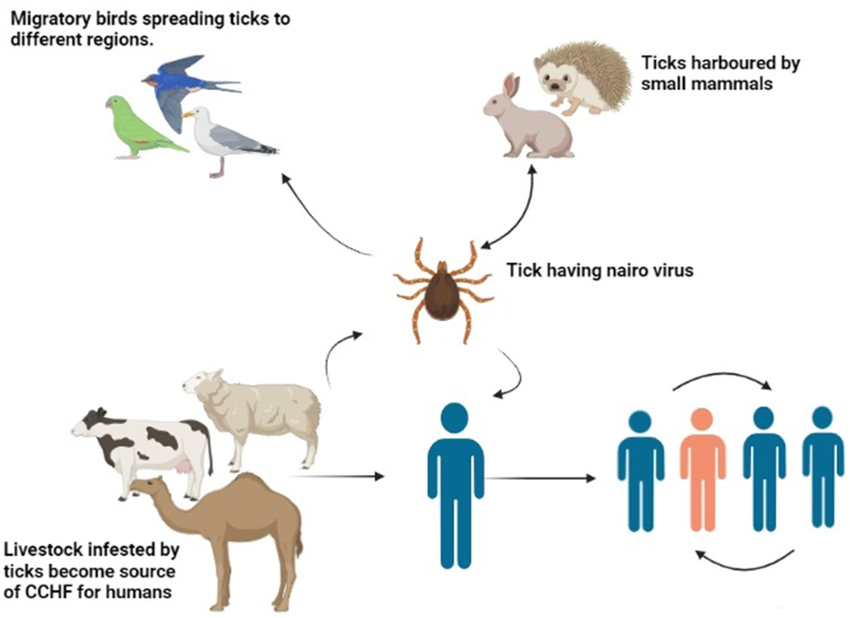 Migratory birds spreading ticks to
different regions.
Ticks harboured by
small mammals
Tick having nairo virus
Livestock infested by
ticks become source
of CCHF for humans